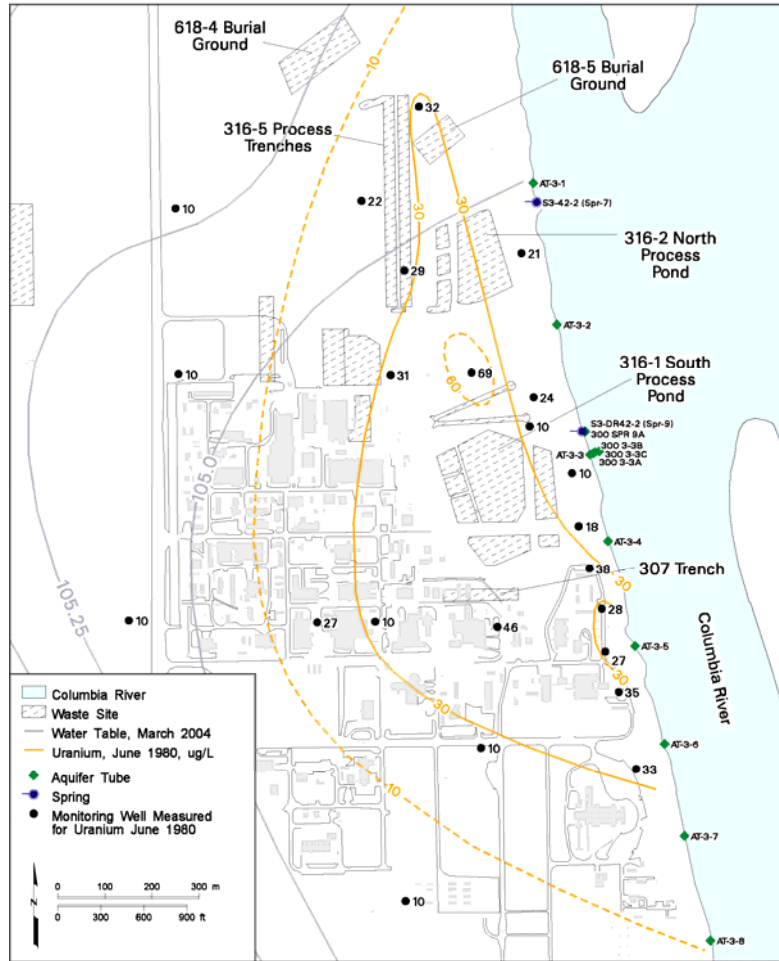 618-4 Burial
Ground
10
32
618-5 Burial
Ground
316-5 Process
Trenches
AT-3-1
10
22
30
30
S3-42-2 (Spr-7)
316-2 North
Process
Pond
21
29
AT-3-2
316-1 South
Process
Pond
10
31
69
60
24
10
S3-DR42-2 (Spr-9)
300 SPR 9A
300 3-3B
300 3-3C
300 3-3A
AT-3-3
105.0
10
18
AT-3-4
105.25
38
30
307 Trench
28
10
27
10
46
AT-3-5
27
30
35
Columbia River
30
AT-3-6
10
33
10
AT-3-7
10
AT-3-8
Columbia River
Waste Site
Water Table, March 2004
Uranium, June 1980, ug/L
Aquifer Tube
Spring
Monitoring Well Measured
for Uranium June 1980
N
0 100 200 300 m
0 300 600 900 ft